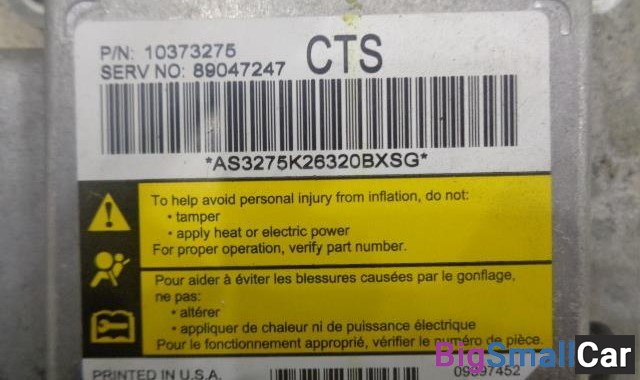 P/N: 10373275
CTS
SERV NO: 89047247
*AS3275K26320BXSG*
To help avoid personal injury from inflation, do not:
• tamper
• apply heat or electric power
For proper operation, verify part number.
Pour aider à éviter les blessures causées par le gonflage,
ne pas:
• altérer
• appliquer de chaleur ni de puissance électrique
Pour le fonctionnement approprié, vérifier le numéro de pièce.
PRINTED IN U.S.A.
09397452
BigSmallCar